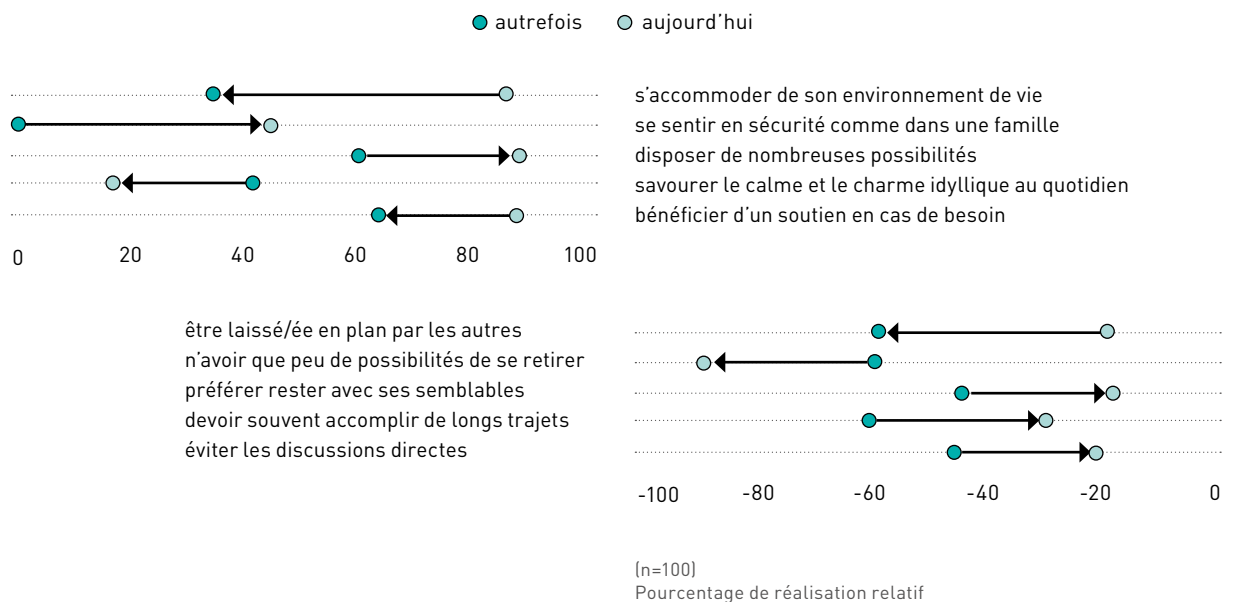 autrefois aujourd'hui
s'accommoder de son environnement de vie
se sentir en sécurité comme dans une famille
disposer de nombreuses possibilités
savourer le calme et le charme idyllique au quotidien
bénéficier d'un soutien en cas de besoin
0 20 40 60 80 100
être laissé/ée en plan par les autres
n'avoir que peu de possibilités de se retirer
préférer rester avec ses semblables
devoir souvent accomplir de longs trajets
éviter les discussions directes
-100 -80 -60 -40 -20 0
(n=100)
Pourcentage de réalisation relatif